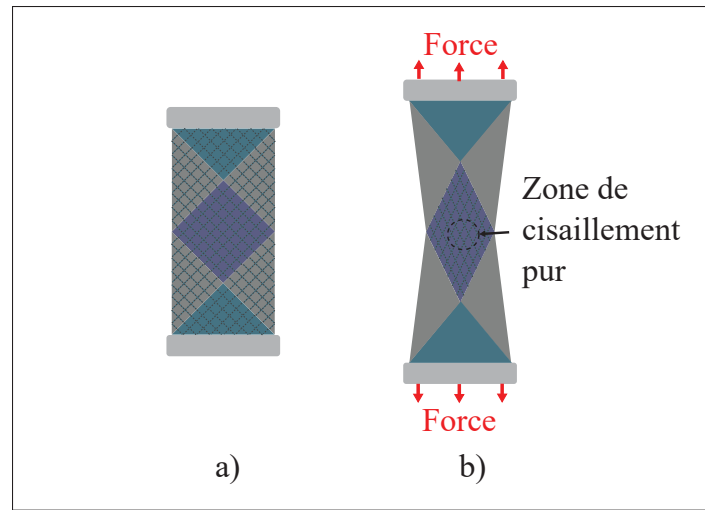 Force
Zone de
cisaillement
pur
Force
a)
b)